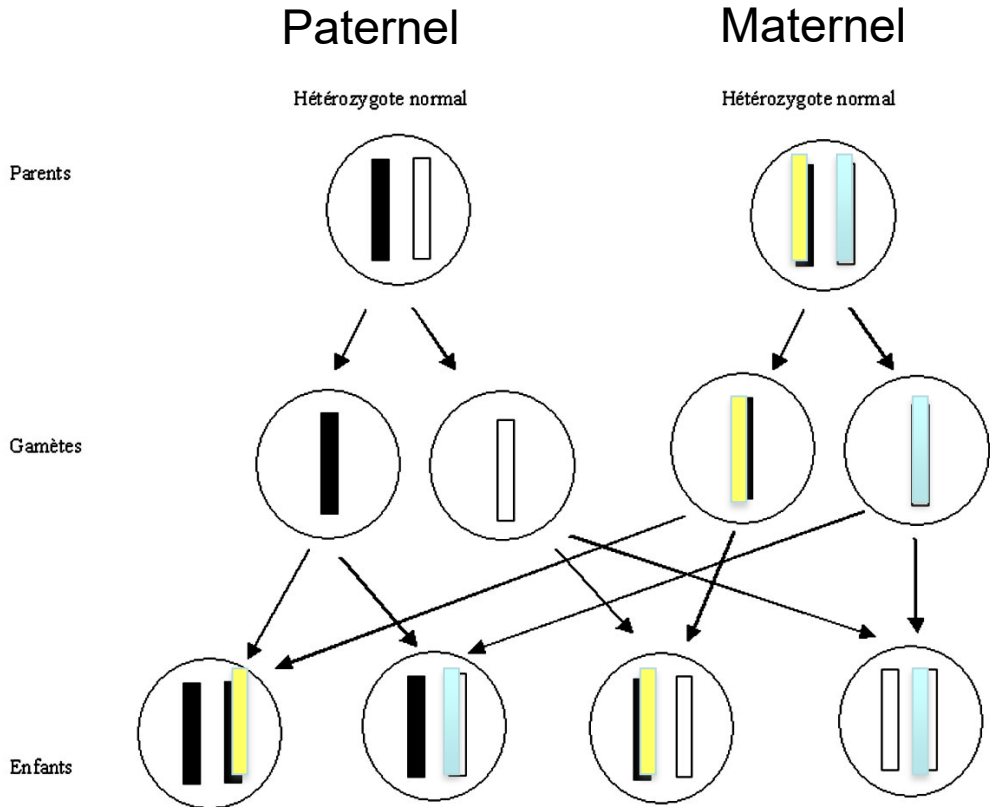 Paternel
Maternel
Hétérozygote normal
Hétérozygote normal
Parents
Gamètes
Enfants